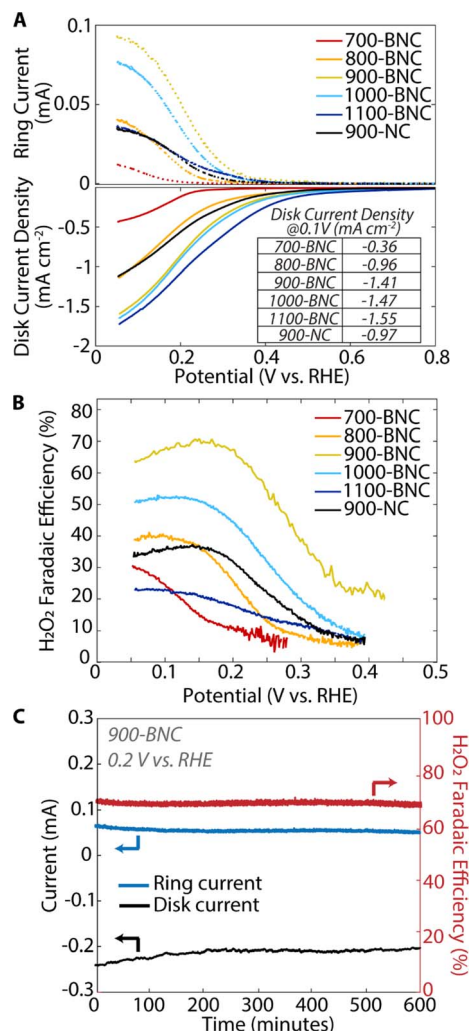 A
Ring Current
(mA)
0.1
0.05
0
700-BNC
800-BNC
900-BNC
1000-BNC
1100-BNC
900-NC
Disk Current Density
(mA cm⁻²)
-0.5
-1
-1.5
-2
Disk Current Density
@0.1V (mA cm⁻²)
700-BNC -0.36
800-BNC -0.96
900-BNC -1.41
1000-BNC -1.47
1100-BNC -1.55
900-NC -0.97
0 0.2 0.4 0.6 0.8
Potential (V vs. RHE)
B
H₂O₂ Faradaic Efficiency (%)
80
70
60
50
40
30
20
10
0
700-BNC
800-BNC
900-BNC
1000-BNC
1100-BNC
900-NC
0 0.1 0.2 0.3 0.4 0.5
Potential (V vs. RHE)
C
Current (mA)
0.3
0.2
0.1
0
-0.1
-0.2
-0.3
900-BNC
0.2 V vs. RHE
Ring current
Disk current
100
80
60
40
20
0
H₂O₂ Faradaic Efficiency
(%)
0 100 200 300 400 500 600
Time (minutes)